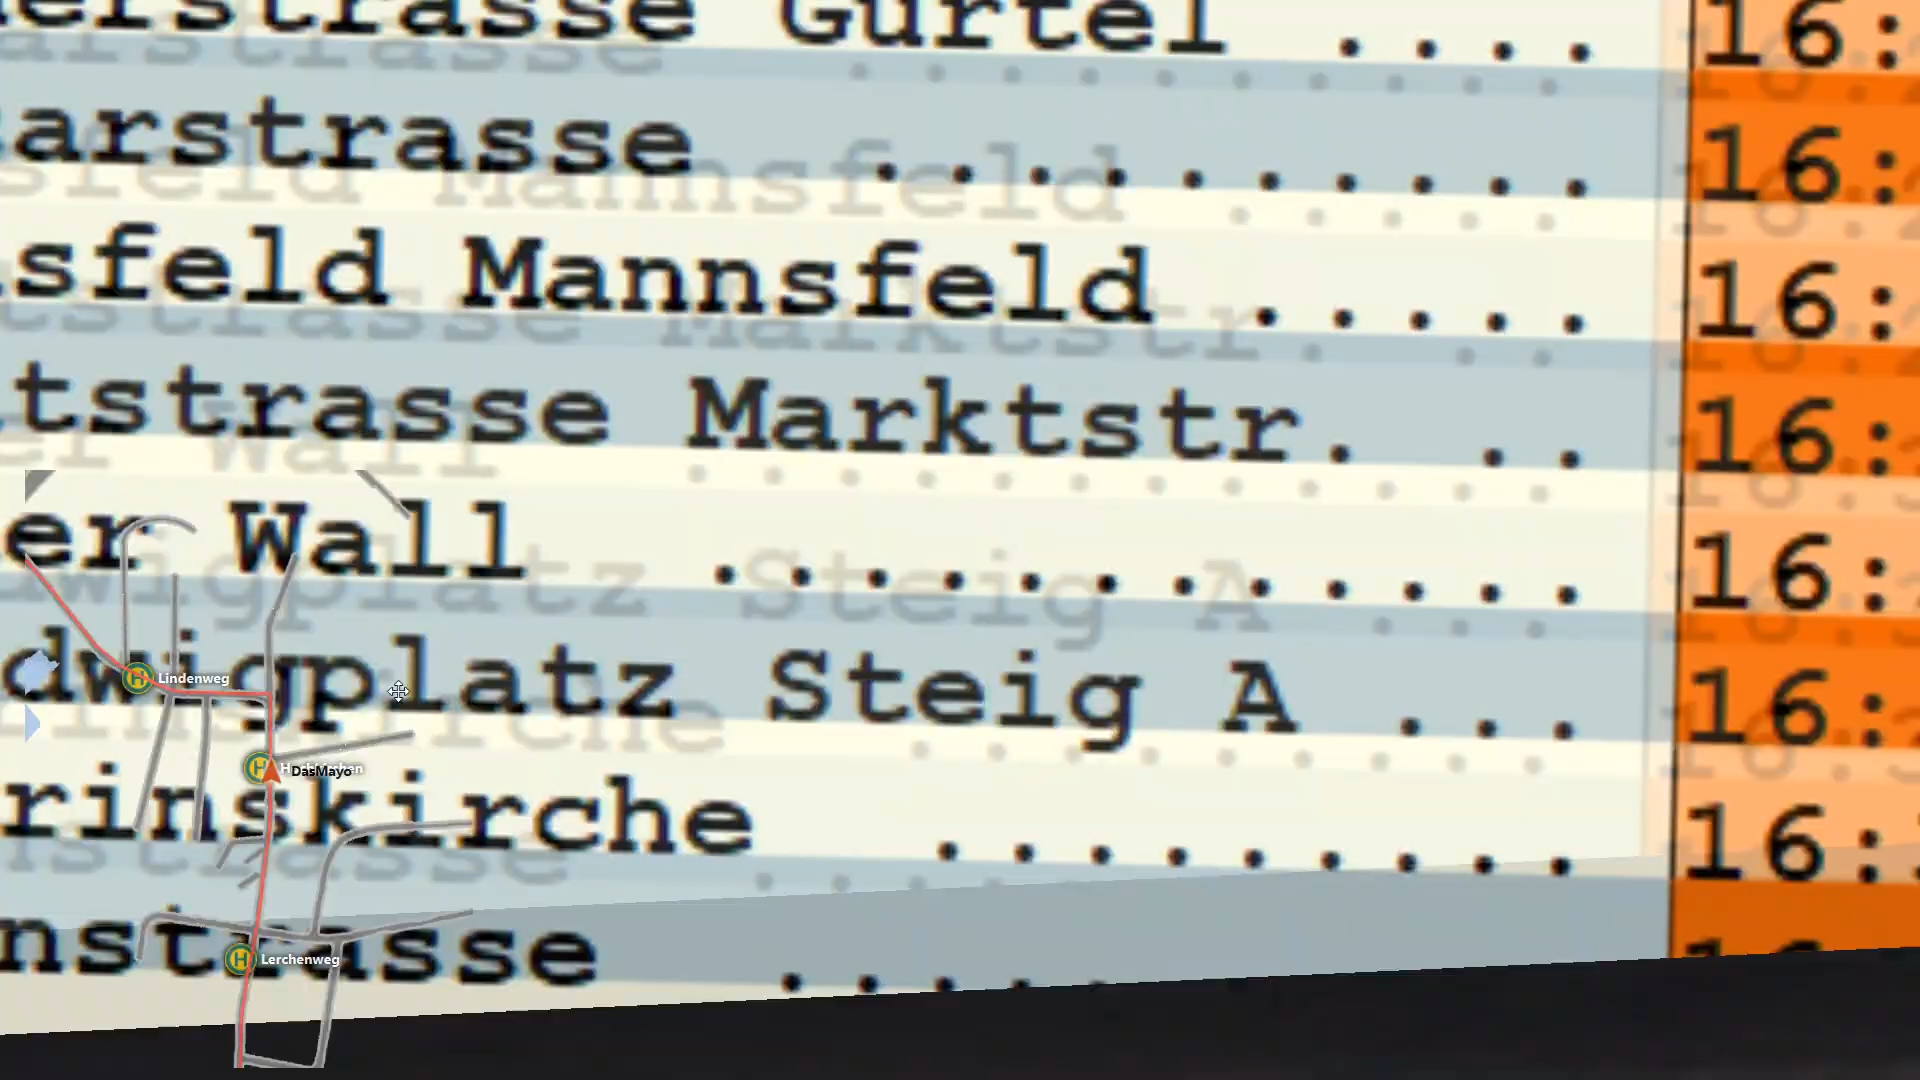 erstrasse Gürtel .... 16:
arstrasse ......... 16:
sfeld Mannsfeld ..... 16:
tstrasse Marktstr. .. 16:
er Wall ............ 16:
dwigplatz Steig A ... 16:
Lindenweg
DasMayo
rinskirche ......... 16:
nstrasse .....
Lerchenweg